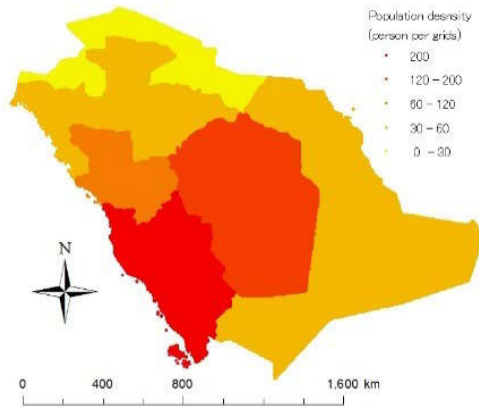 Population desnsity
(person per grids)
200
120 – 200
60 – 120
30 – 60
0 – 30
N
0 400 800 1,600 km